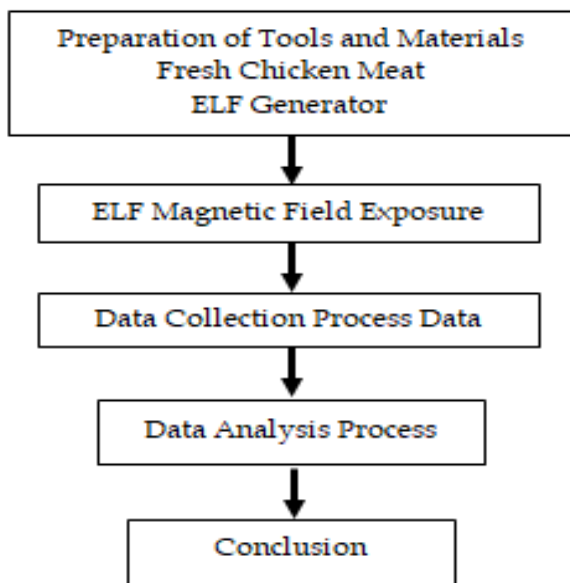 Preparation of Tools and Materials
Fresh Chicken Meat
ELF Generator
ELF Magnetic Field Exposure
Data Collection Process Data
Data Analysis Process
Conclusion